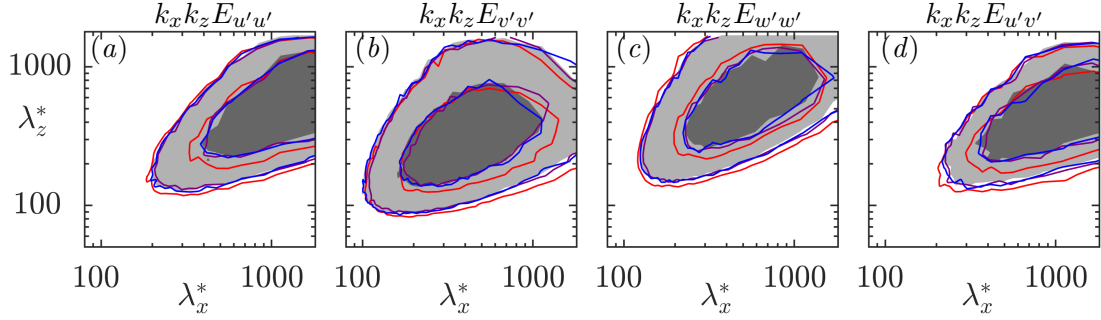 k_x k_z E_{u'u'} k_x k_z E_{v'v'} k_x k_z E_{w'w'} k_x k_z E_{u'v'}
(a) (b) (c) (d)
1000
λ_z^*
100
100 1000 100 1000 100 1000 100 1000
λ_x^* λ_x^* λ_x^* λ_x^*